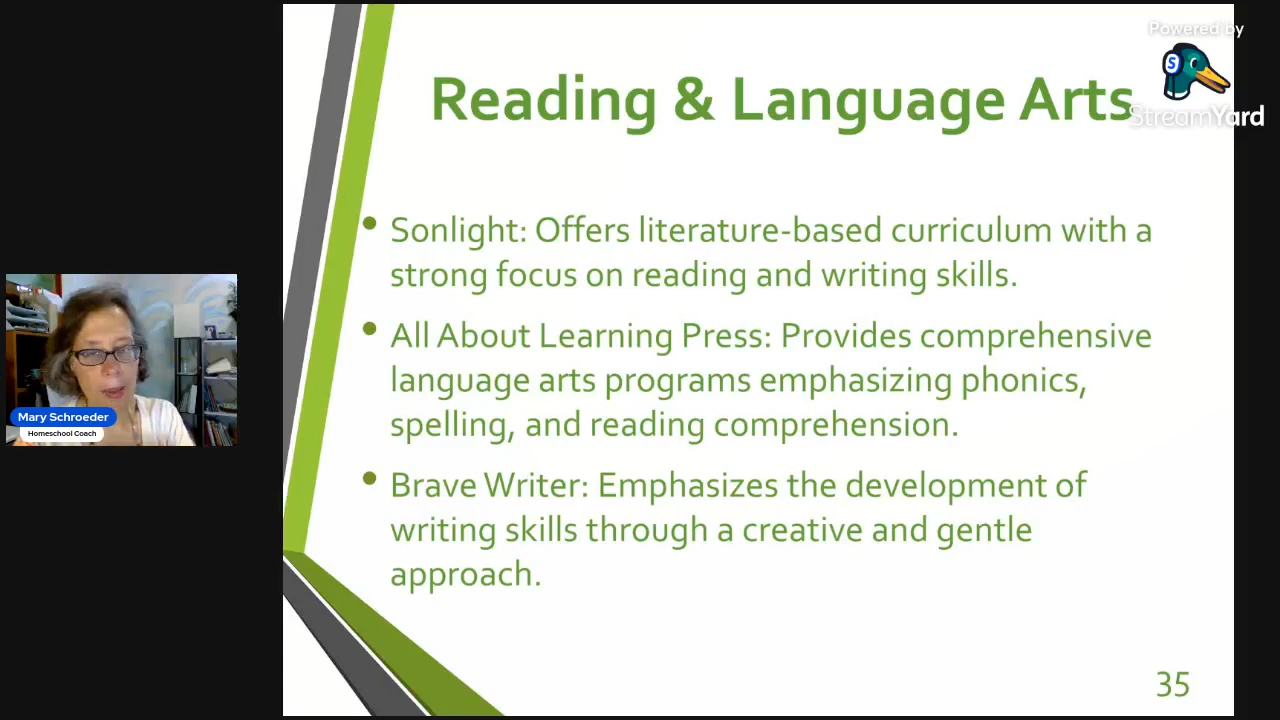 Powered by
S
StreamYard
Reading & Language Arts
• Sonlight: Offers literature-based curriculum with a
strong focus on reading and writing skills.
• All About Learning Press: Provides comprehensive
language arts programs emphasizing phonics,
spelling, and reading comprehension.
• Brave Writer: Emphasizes the development of
writing skills through a creative and gentle
approach.
35
Mary Schroeder
Homeschool Coach